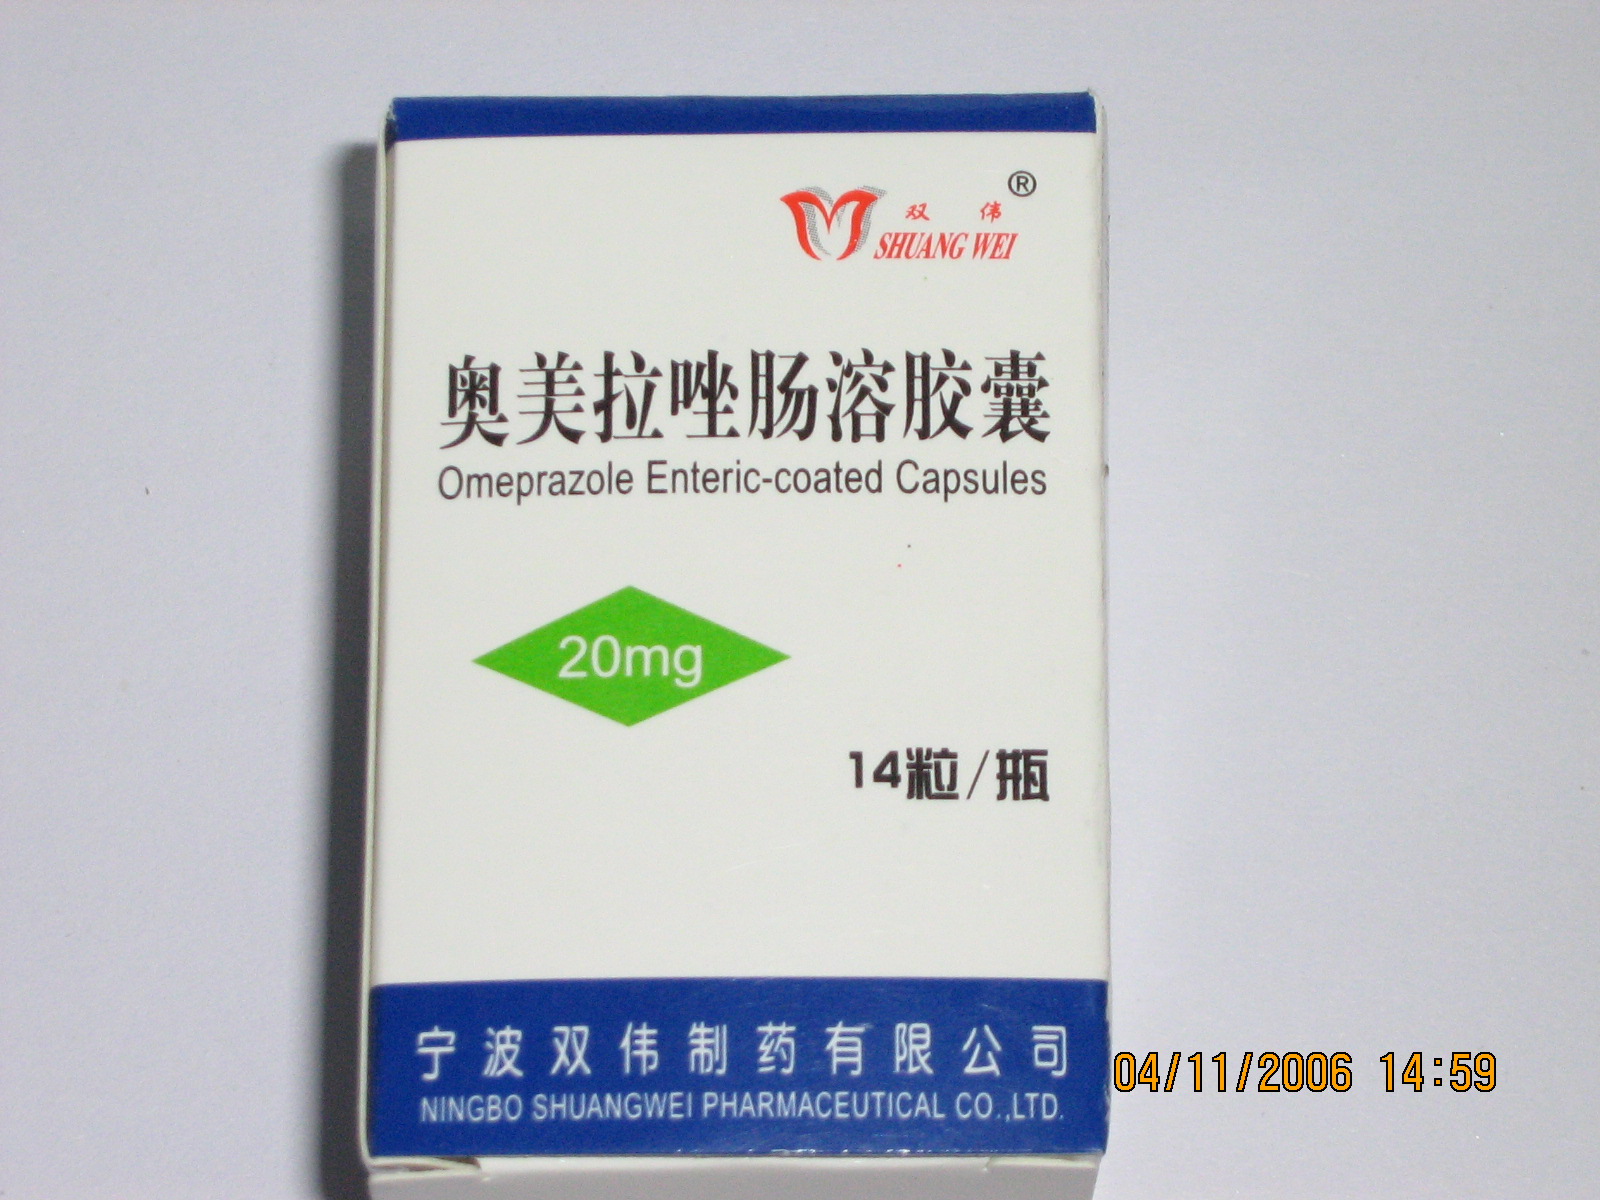 ®
双 伟
SHUANG WEI
奥美拉唑肠溶胶囊
Omeprazole Enteric-coated Capsules
20mg
14粒/瓶
宁波双伟制药有限公司
NINGBO SHUANGWEI PHARMACEUTICAL CO.,LTD.
04/11/2006 14:59